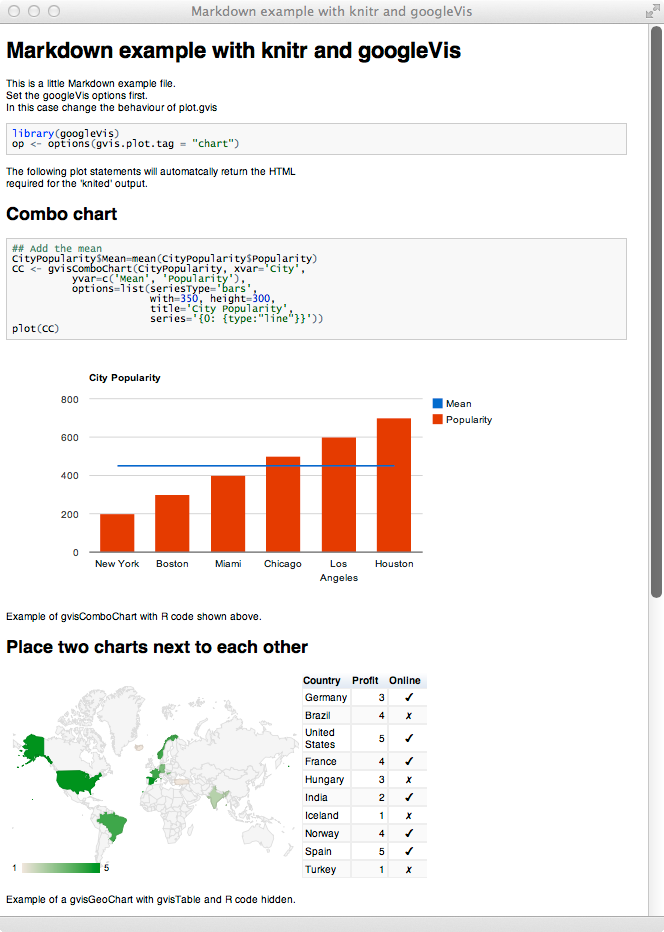 Markdown example with knitr and googleVis
Markdown example with knitr and googleVis
This is a little Markdown example file.
Set the googleVis options first.
In this case change the behaviour of plot.gvis
library(googleVis)
op <- options(gvis.plot.tag = "chart")
The following plot statements will automatcally return the HTML
required for the 'knited' output.
Combo chart
## Add the mean
CityPopularity$Mean=mean(CityPopularity$Popularity)
CC <- gvisComboChart(CityPopularity, xvar='City',
yvar=c('Mean', 'Popularity'),
options=list(seriesType='bars',
with=350, height=300,
title='City Popularity',
series='{0: {type:"line"}}'))
plot(CC)
City Popularity
800
600
400
200
0
New York Boston Miami Chicago Los Angeles Houston
Mean
Popularity
Example of gvisComboChart with R code shown above.
Place two charts next to each other
1 5
Country Profit Online
Germany 3 ✔
Brazil 4 ✘
United States 5 ✔
France 4 ✔
Hungary 3 ✘
India 2 ✔
Iceland 1 ✘
Norway 4 ✔
Spain 5 ✔
Turkey 1 ✘
Example of a gvisGeoChart with gvisTable and R code hidden.